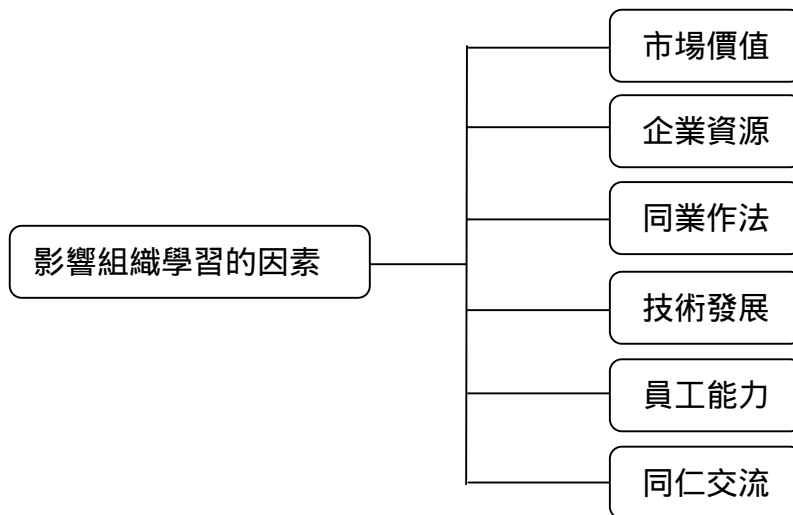 影響組織學習的因素
市場價值
企業資源
同業作法
技術發展
員工能力
同仁交流